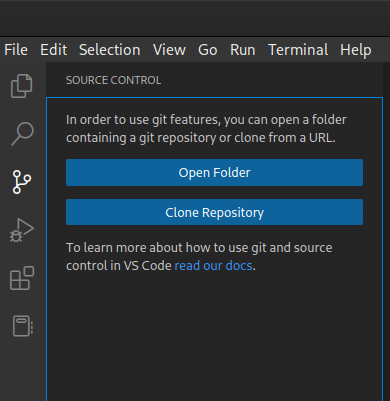 File Edit Selection View Go Run Terminal Help
SOURCE CONTROL
In order to use git features, you can open a folder
containing a git repository or clone from a URL.
Open Folder
Clone Repository
To learn more about how to use git and source
control in VS Code read our docs.